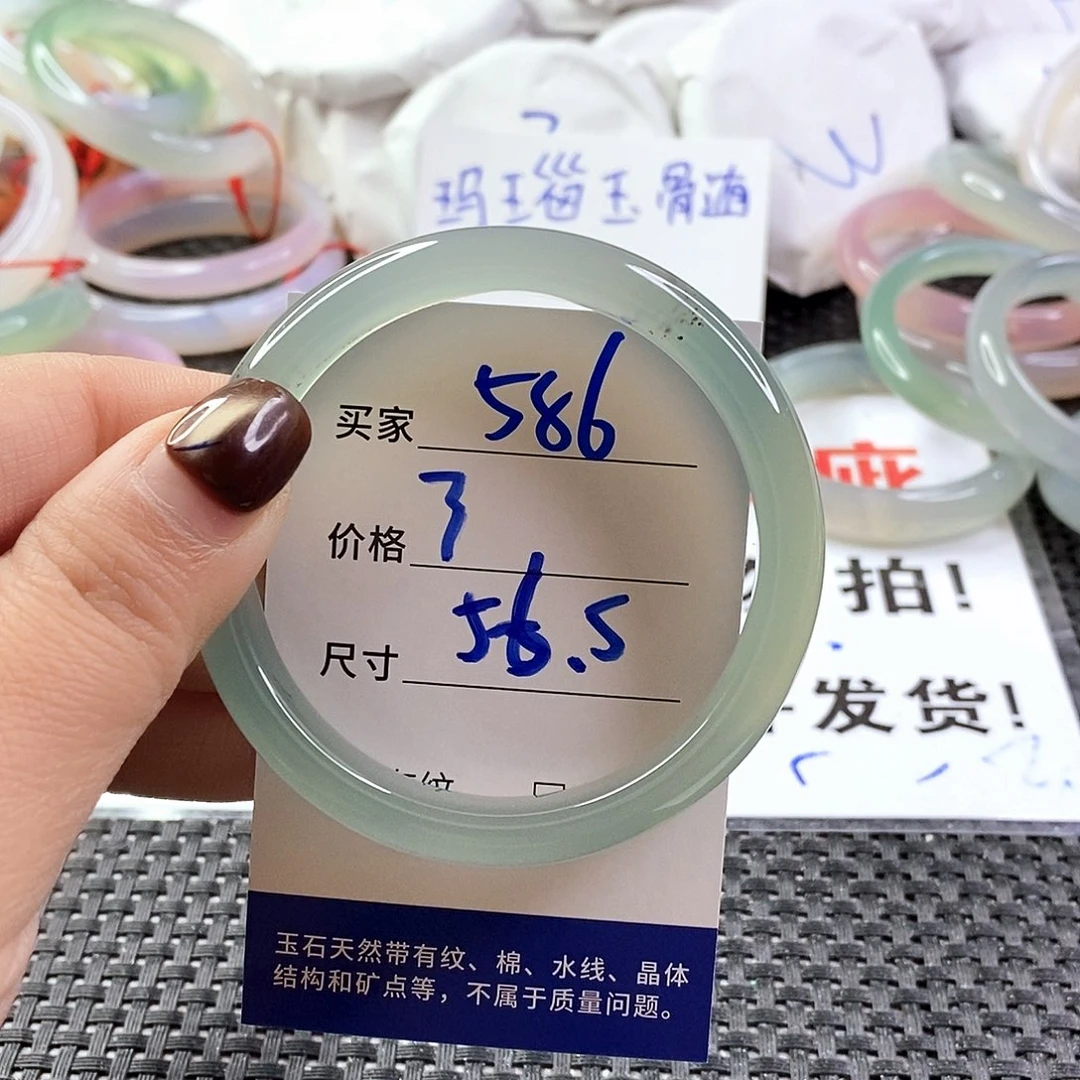 玛瑙玉骨髓
买家 586
价格 3
尺寸 56.5
拍!
发货!
玉石天然带有纹、棉、水线、晶体
结构和矿点等，不属于质量问题。